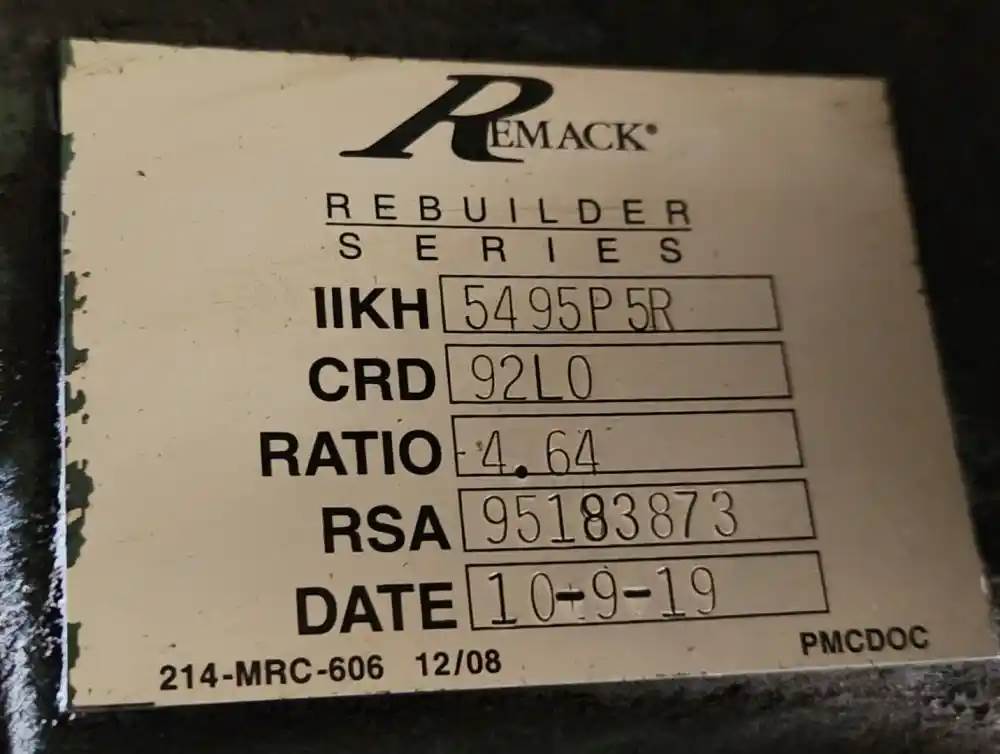 REMACK®
REBUILDER
SERIES
IIKH 5495P5R
CRD 92L0
RATIO 4.64
RSA 95183873
DATE 10-9-19
214-MRC-606 12/08 PMCDOC